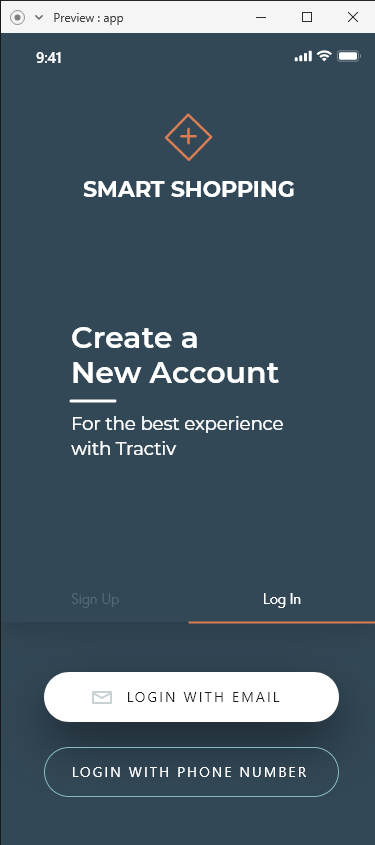 Preview : app
9:41
SMART SHOPPING
Create a
New Account
For the best experience
with Tractiv
Sign Up
Log In
LOGIN WITH EMAIL
LOGIN WITH PHONE NUMBER